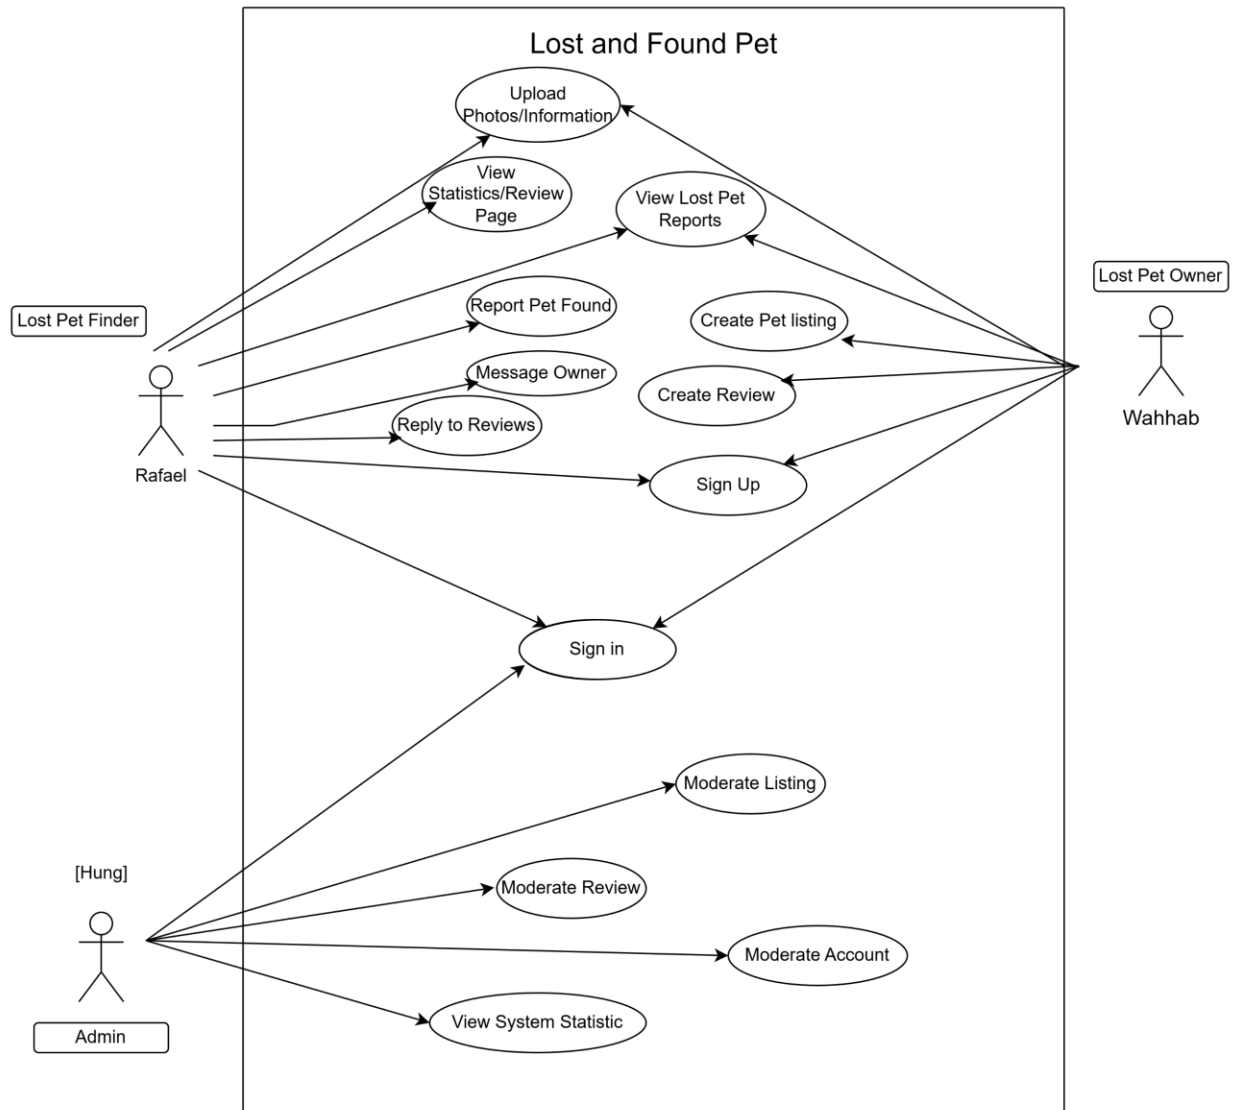 Lost and Found Pet
Upload
Photos/Information
View
Statistics/Review
Page
View Lost Pet
Reports
Lost Pet Owner
Lost Pet Finder
Report Pet Found
Create Pet listing
Message Owner
Create Review
Wahhab
Reply to Reviews
Rafael
Sign Up
Sign in
Moderate Listing
[Hung]
Moderate Review
Moderate Account
View System Statistic
Admin